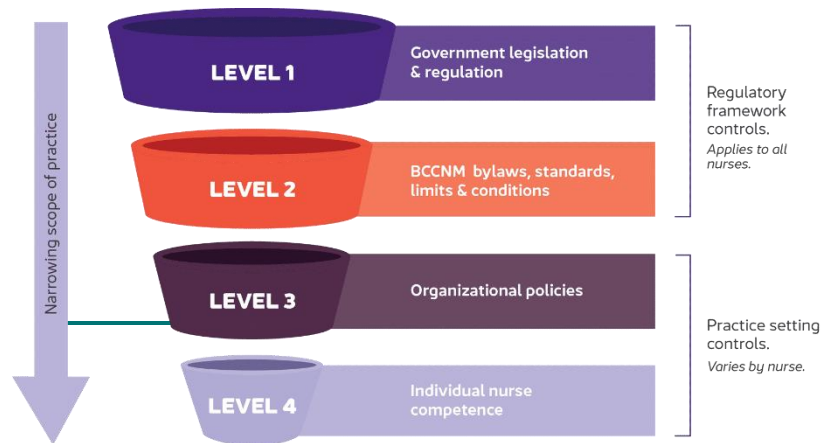 Narrowing scope of practice
LEVEL 1
Government legislation
& regulation
LEVEL 2
BCCNM bylaws, standards,
limits & conditions
Regulatory
framework
controls.
Applies to all
nurses.
LEVEL 3
Organizational policies
LEVEL 4
Individual nurse
competence
Practice setting
controls.
Varies by nurse.